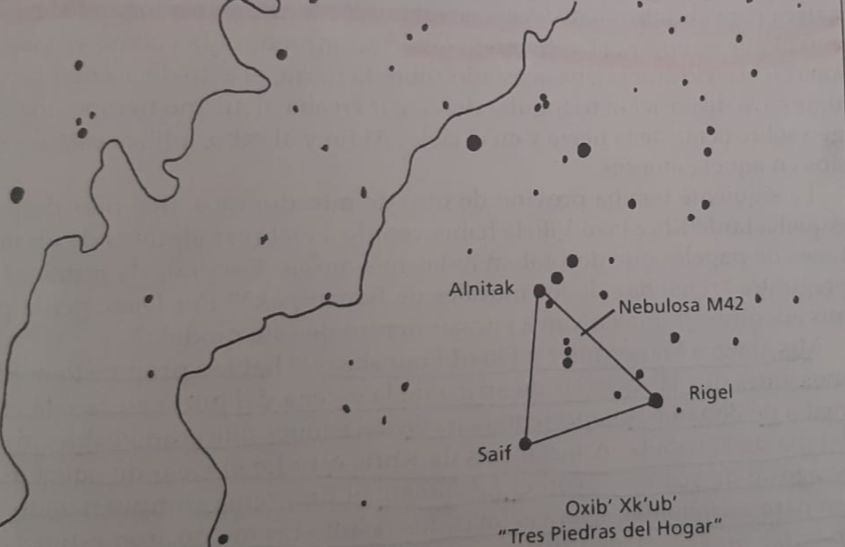 Alnitak
Nebulosa M42
Rigel
Saif
Oxib' Xk'ub'
"Tres Piedras del Hogar"